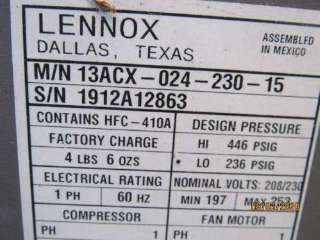 LENNOX
DALLAS, TEXAS
ASSEMBLED
IN MEXICO
M/N 13ACX-024-230-15
S/N 1912A12863
CONTAINS HFC-410A
DESIGN PRESSURE
FACTORY CHARGE
HI 446 PSIG
4 LBS 6 OZS
• LO 236 PSIG
ELECTRICAL RATING
NOMINAL VOLTS: 208/230
1 PH 60 HZ
MIN 197 MAX 253
COMPRESSOR
FAN MOTOR
PH 1
PH 1